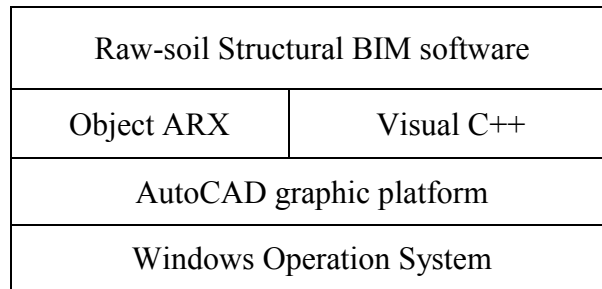 Raw-soil Structural BIM software
Object ARX
Visual C++
AutoCAD graphic platform
Windows Operation System